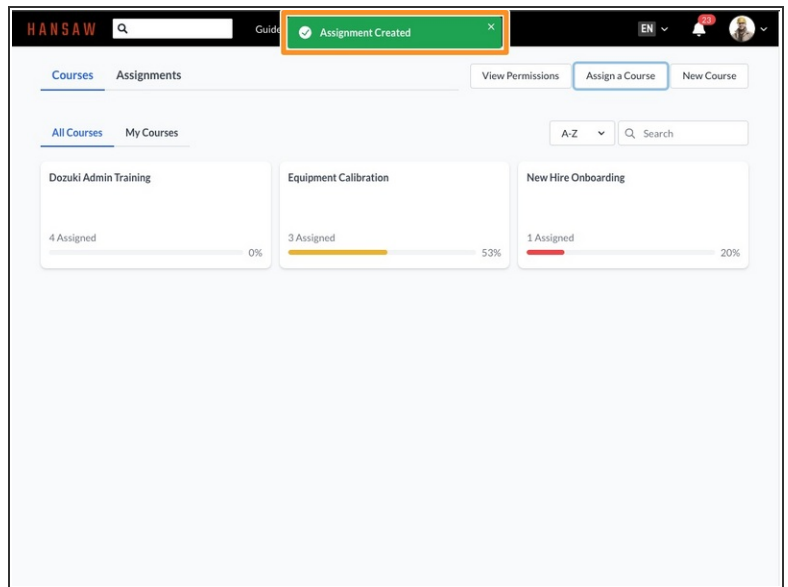 HANSAW
Guide
Assignment Created
EN
23
Courses Assignments
View Permissions Assign a Course New Course
All Courses My Courses
A-Z
Search
Dozuki Admin Training
4 Assigned
0%
Equipment Calibration
3 Assigned
53%
New Hire Onboarding
1 Assigned
20%